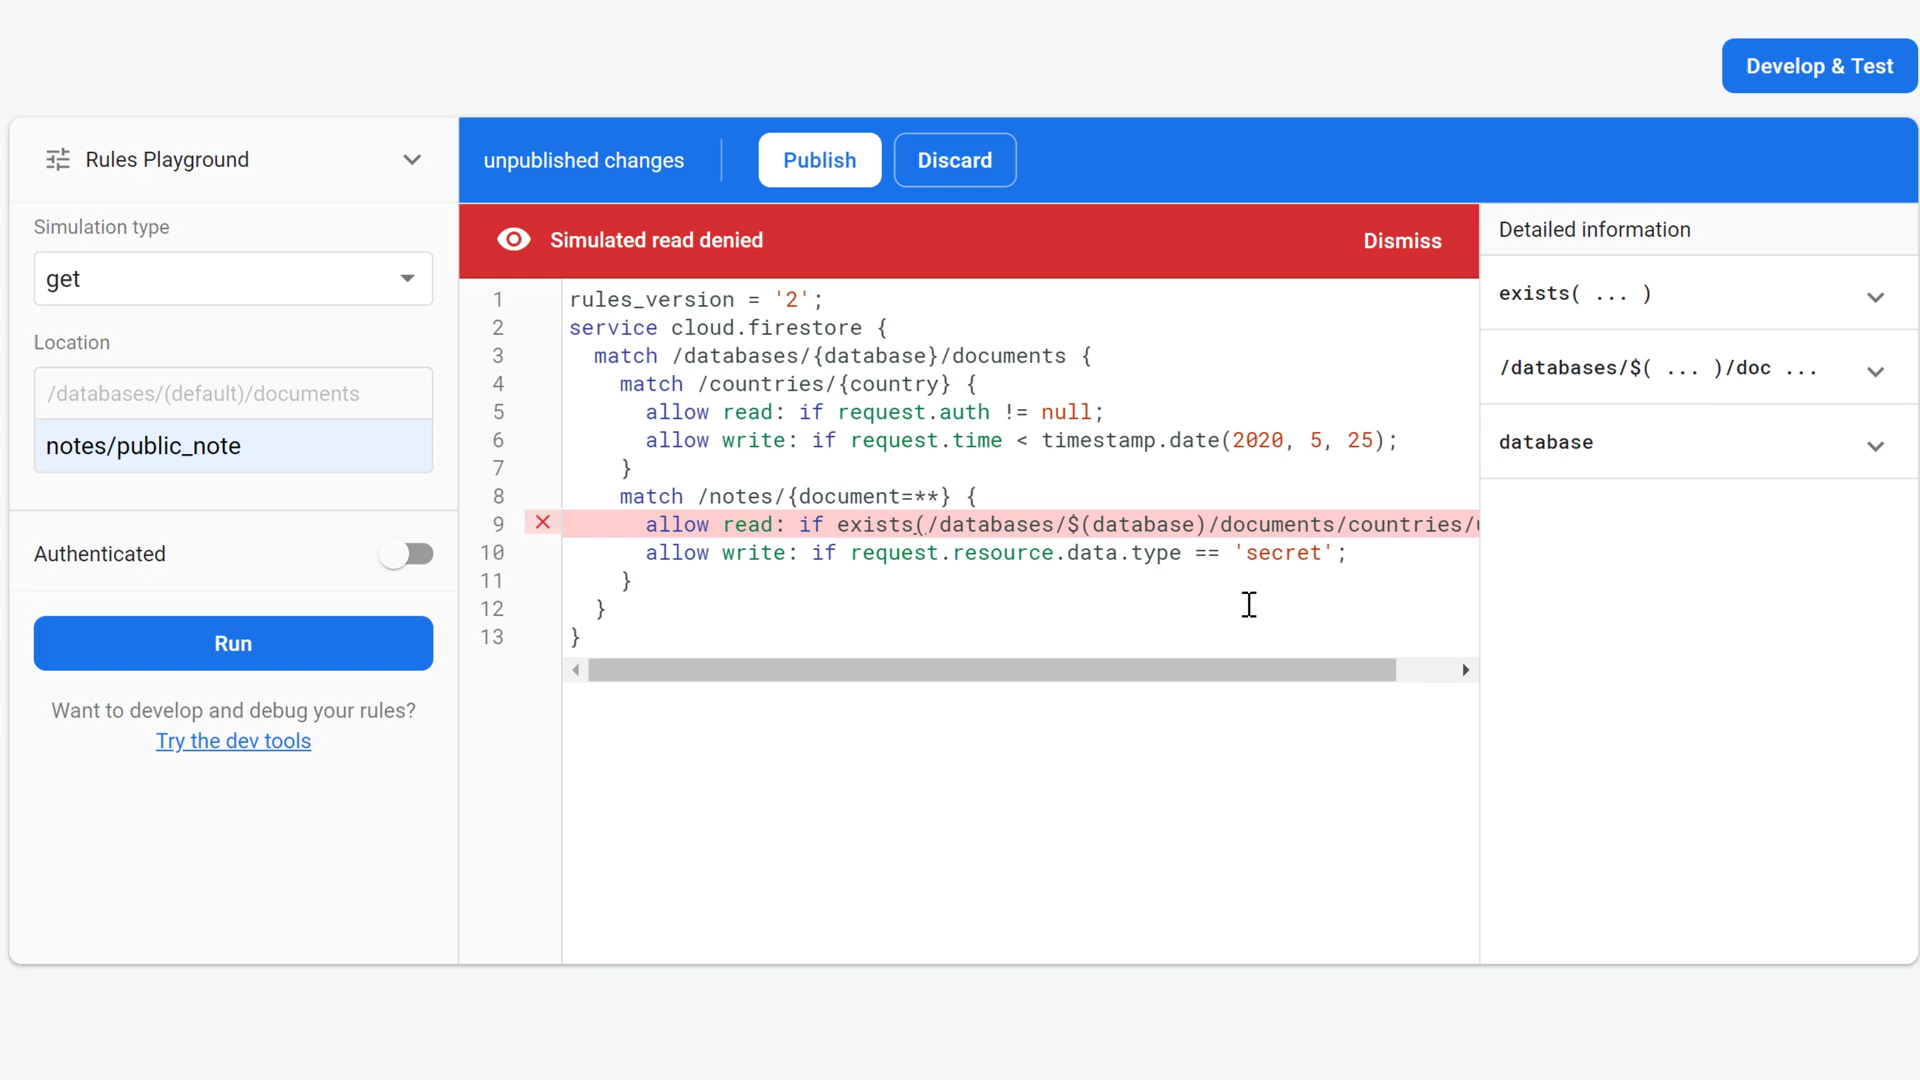 Develop & Test
Rules Playground
unpublished changes
Publish
Discard
Simulation type
get
Location
/databases/(default)/documents
notes/public_note
Authenticated
Run
Want to develop and debug your rules?
Try the dev tools
Simulated read denied
Dismiss
1 rules_version = '2';
2 service cloud.firestore {
3 match /databases/{database}/documents {
4 match /countries/{country} {
5 allow read: if request.auth != null;
6 allow write: if request.time < timestamp.date(2020, 5, 25);
7 }
8 match /notes/{document=**} {
9 allow read: if exists(/databases/$(database)/documents/countries/
10 allow write: if request.resource.data.type == 'secret';
11 }
12 }
13 }
Detailed information
exists( ... )
/databases/$( ... )/doc ...
database